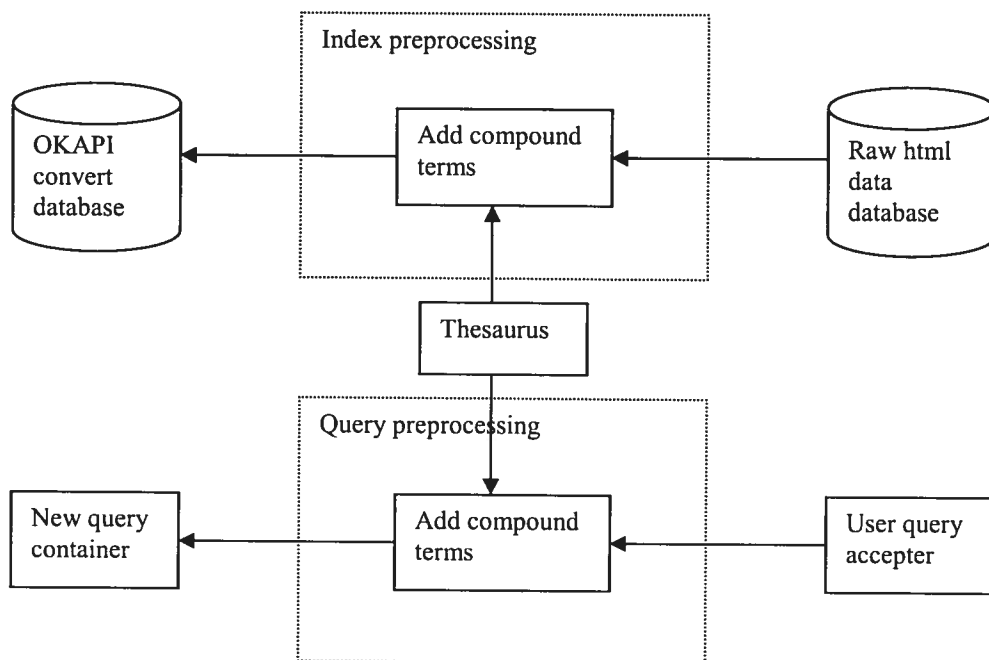 Index preprocessing
OKAPI
convert
database
Add compound
terms
Raw html
data
database
Thesaurus
Query preprocessing
New query
container
Add compound
terms
User query
accepter